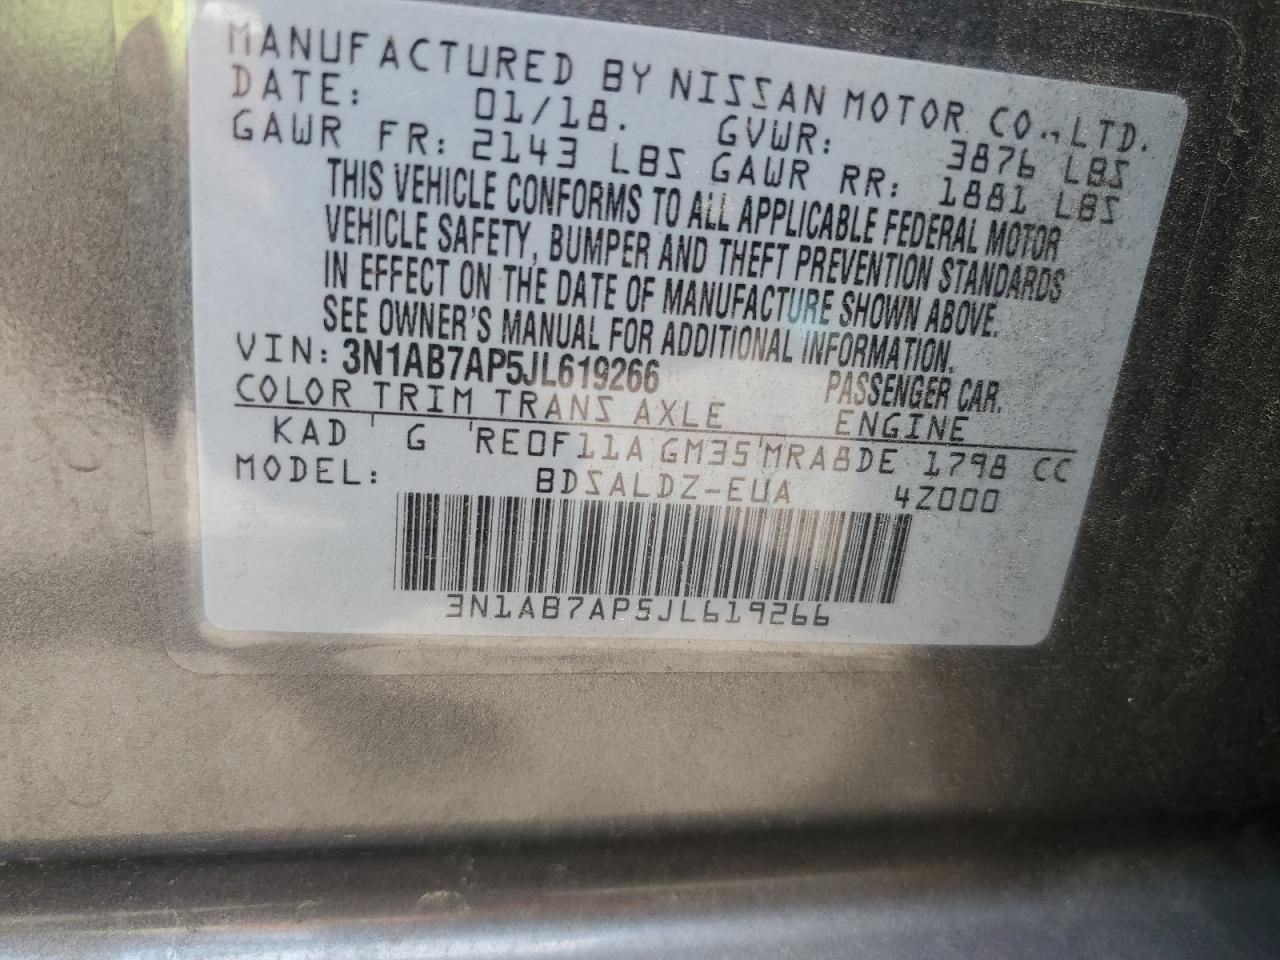 MANUFACTURED BY NISSAN MOTOR CO., LTD.
DATE: 01/18. GVWR: 3876 LBS
GAWR FR: 2143 LBS GAWR RR: 1881 LBS
THIS VEHICLE CONFORMS TO ALL APPLICABLE FEDERAL MOTOR
VEHICLE SAFETY, BUMPER AND THEFT PREVENTION STANDARDS
IN EFFECT ON THE DATE OF MANUFACTURE SHOWN ABOVE.
SEE OWNER'S MANUAL FOR ADDITIONAL INFORMATION.
VIN: 3N1AB7AP5JL619266 PASSENGER CAR.
COLOR TRIM TRANS AXLE ENGINE
KAD G RE0F11A GM35 MRA8DE 1798 CC
MODEL: BDSALDZ-EUA 4Z000
3N1AB7AP5JL619266